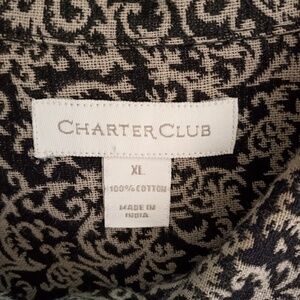 CHARTER CLUB
XL
100% COTTON
MADE IN
INDIA